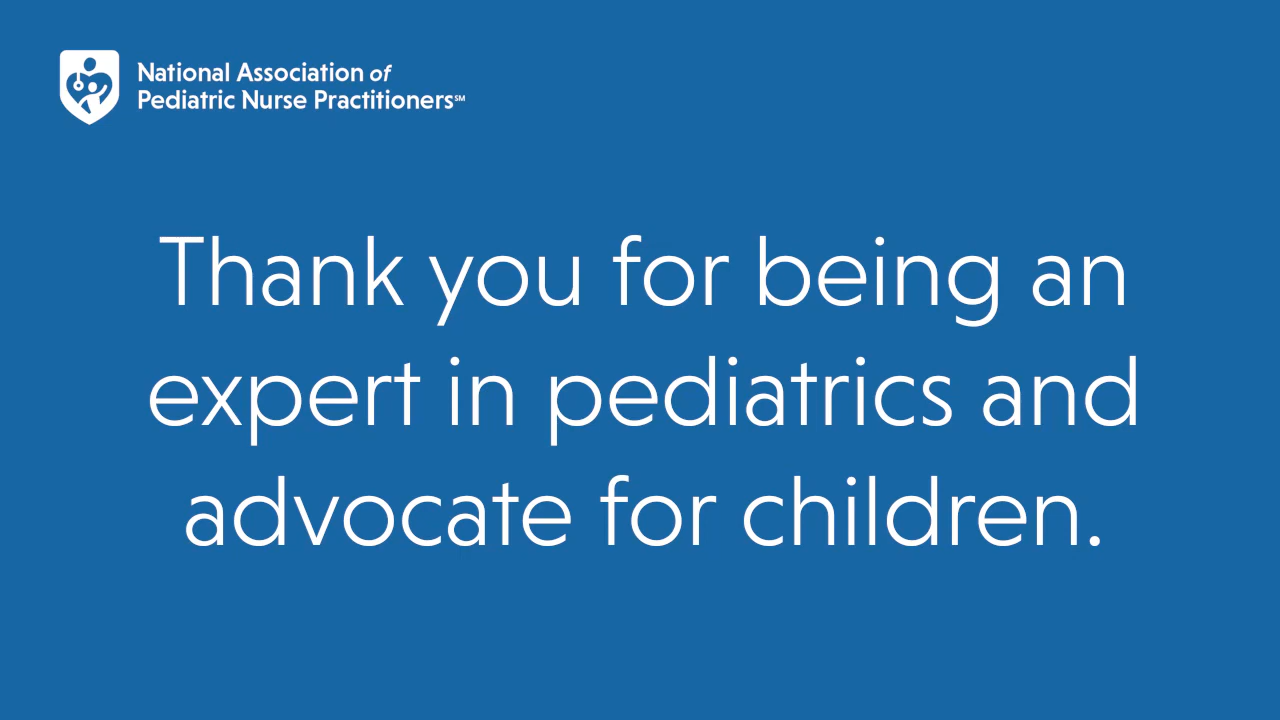 National Association of
Pediatric Nurse Practitioners℠
Thank you for being an
expert in pediatrics and
advocate for children.